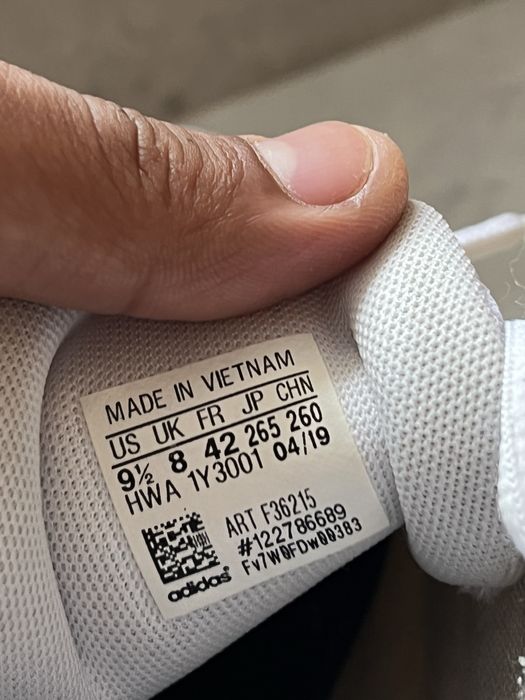 MADE IN VIETNAM
US UK FR JP CHN
9½ 8 42 265 260
HWA 1Y3001 04/19
ART F36215
#122786689
Fv7W0FDw00383
adidas